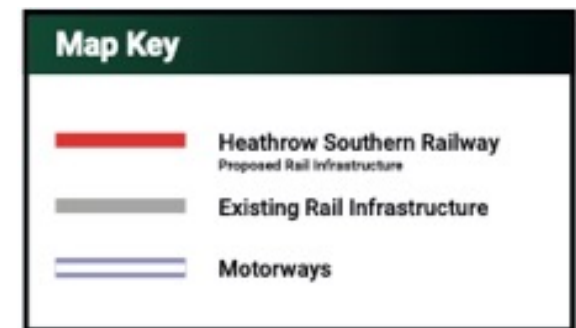 Map Key
Heathrow Southern Railway
Proposed Rail Infrastructure
Existing Rail Infrastructure
Motorways